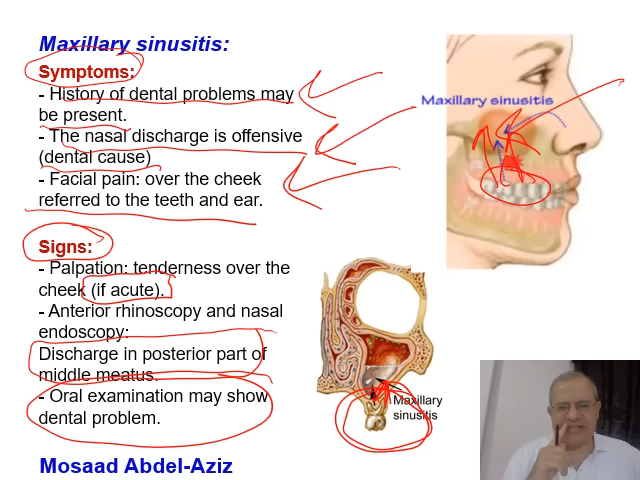 Maxillary sinusitis:
Symptoms:
- History of dental problems may
be present.
- The nasal discharge is offensive
(dental cause)
- Facial pain: over the cheek
referred to the teeth and ear.
Signs:
- Palpation: tenderness over the
cheek (if acute).
- Anterior rhinoscopy and nasal
endoscopy:
Discharge in posterior part of
middle meatus.
- Oral examination may show
dental problem.
Mosaad Abdel-Aziz
Maxillary sinusitis
Maxillary
sinusitis